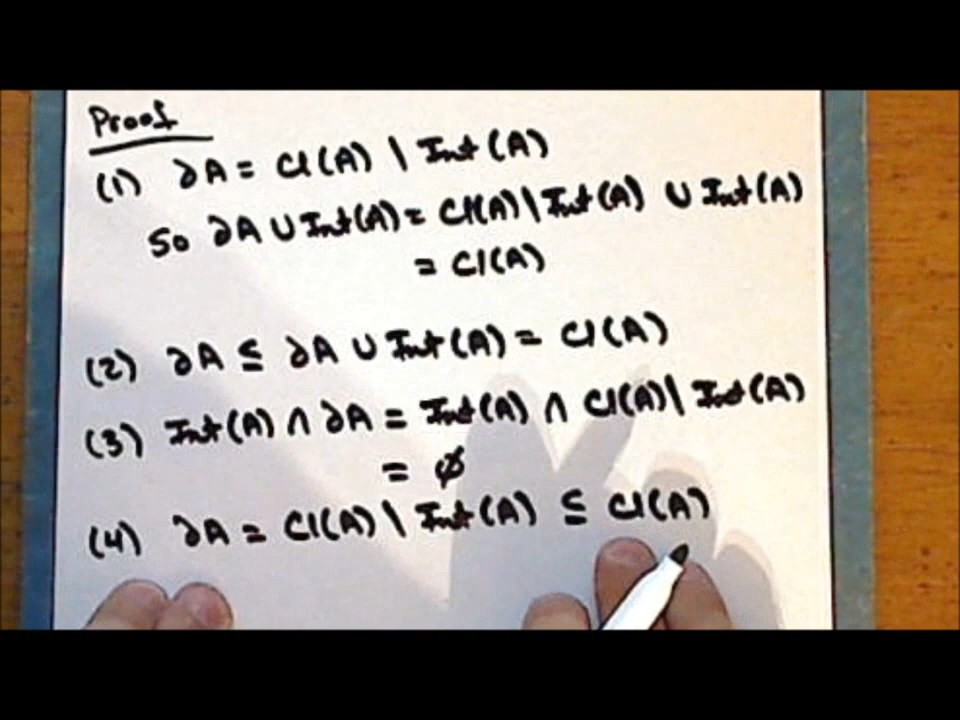 Proof
(1) ∂A = Cl(A) \ Int(A)
So ∂A ∪ Int(A) = Cl(A) \ Int(A) ∪ Int(A)
= Cl(A)
(2) ∂A ⊆ ∂A ∪ Int(A) = Cl(A)
(3) Int(A) ∩ ∂A = Int(A) ∩ Cl(A) \ Int(A)
= ∅
(4) ∂A = Cl(A) \ Int(A) ⊆ Cl(A)